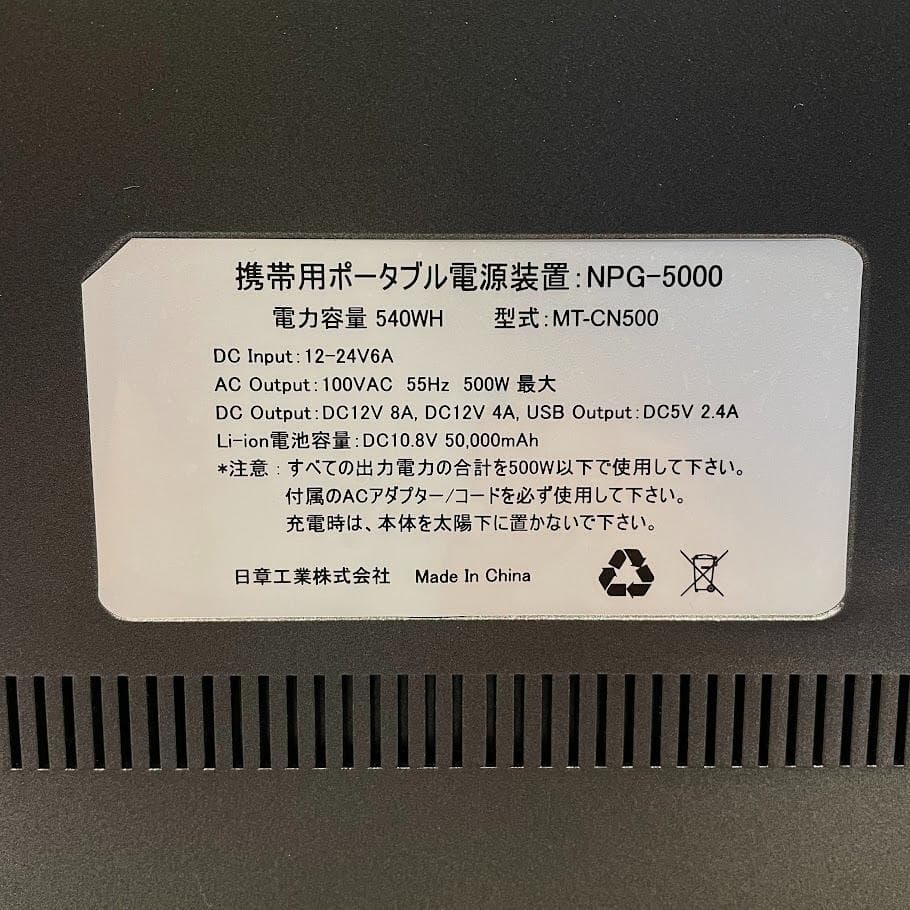 携帯用ポータブル電源装置:NPG-5000
電力容量 540WH 型式:MT-CN500
DC Input:12-24V6A
AC Output:100VAC 55Hz 500W 最大
DC Output:DC12V 8A, DC12V 4A, USB Output:DC5V 2.4A
Li-ion電池容量:DC10.8V 50,000mAh
*注意:すべての出力電力の合計を500W以下で使用して下さい。
付属のACアダプター/コードを必ず使用して下さい。
充電時は、本体を太陽下に置かないで下さい。
日章工業株式会社 Made In China